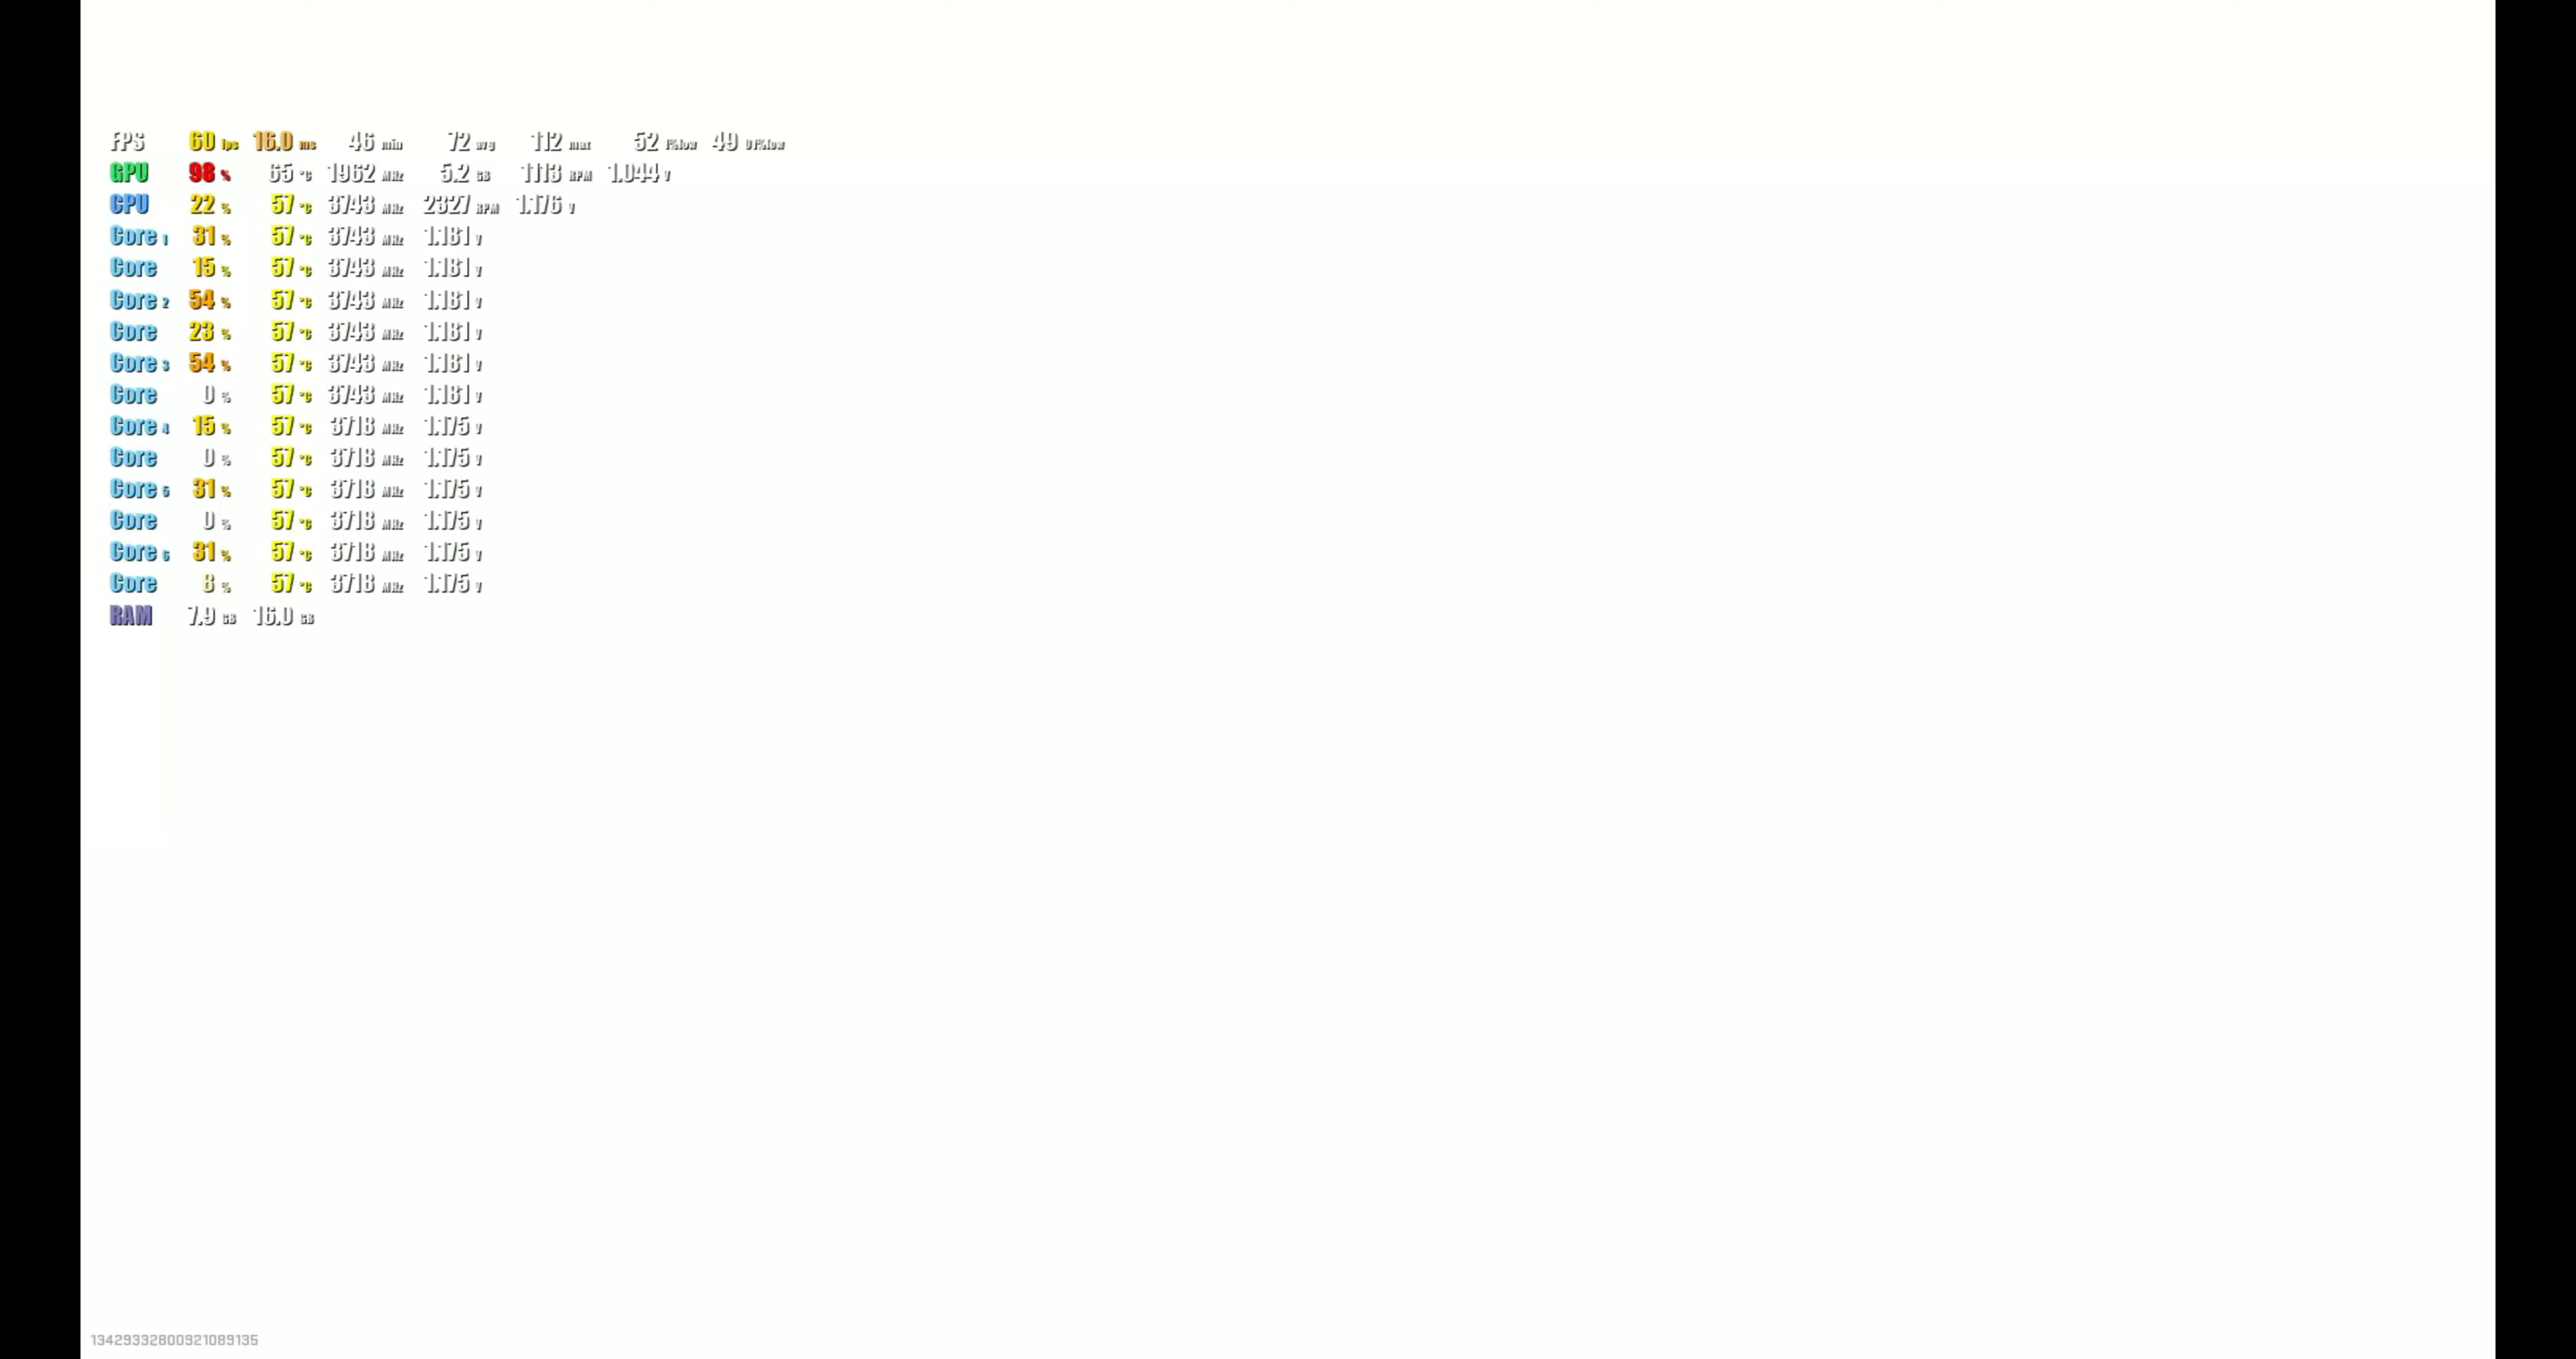 FPS 60 fps 16.0 ms 46 min 72 avg 112 max 52 1%low 49 01%low
GPU 98 % 65 °C 1962 MHz 5.2 GB 1113 RPM 1.044 V
CPU 22 % 57 °C 3743 MHz 2327 RPM 1.176 V
Core 1 31 % 57 °C 3743 MHz 1.181 V
Core 15 % 57 °C 3743 MHz 1.181 V
Core 2 54 % 57 °C 3743 MHz 1.181 V
Core 23 % 57 °C 3743 MHz 1.181 V
Core 3 54 % 57 °C 3743 MHz 1.181 V
Core 0 % 57 °C 3743 MHz 1.181 V
Core 4 15 % 57 °C 3718 MHz 1.175 V
Core 0 % 57 °C 3718 MHz 1.175 V
Core 5 31 % 57 °C 3718 MHz 1.175 V
Core 0 % 57 °C 3718 MHz 1.175 V
Core 6 31 % 57 °C 3718 MHz 1.175 V
Core 8 % 57 °C 3718 MHz 1.175 V
RAM 7.9 GB 16.0 GB
13429332800921089135